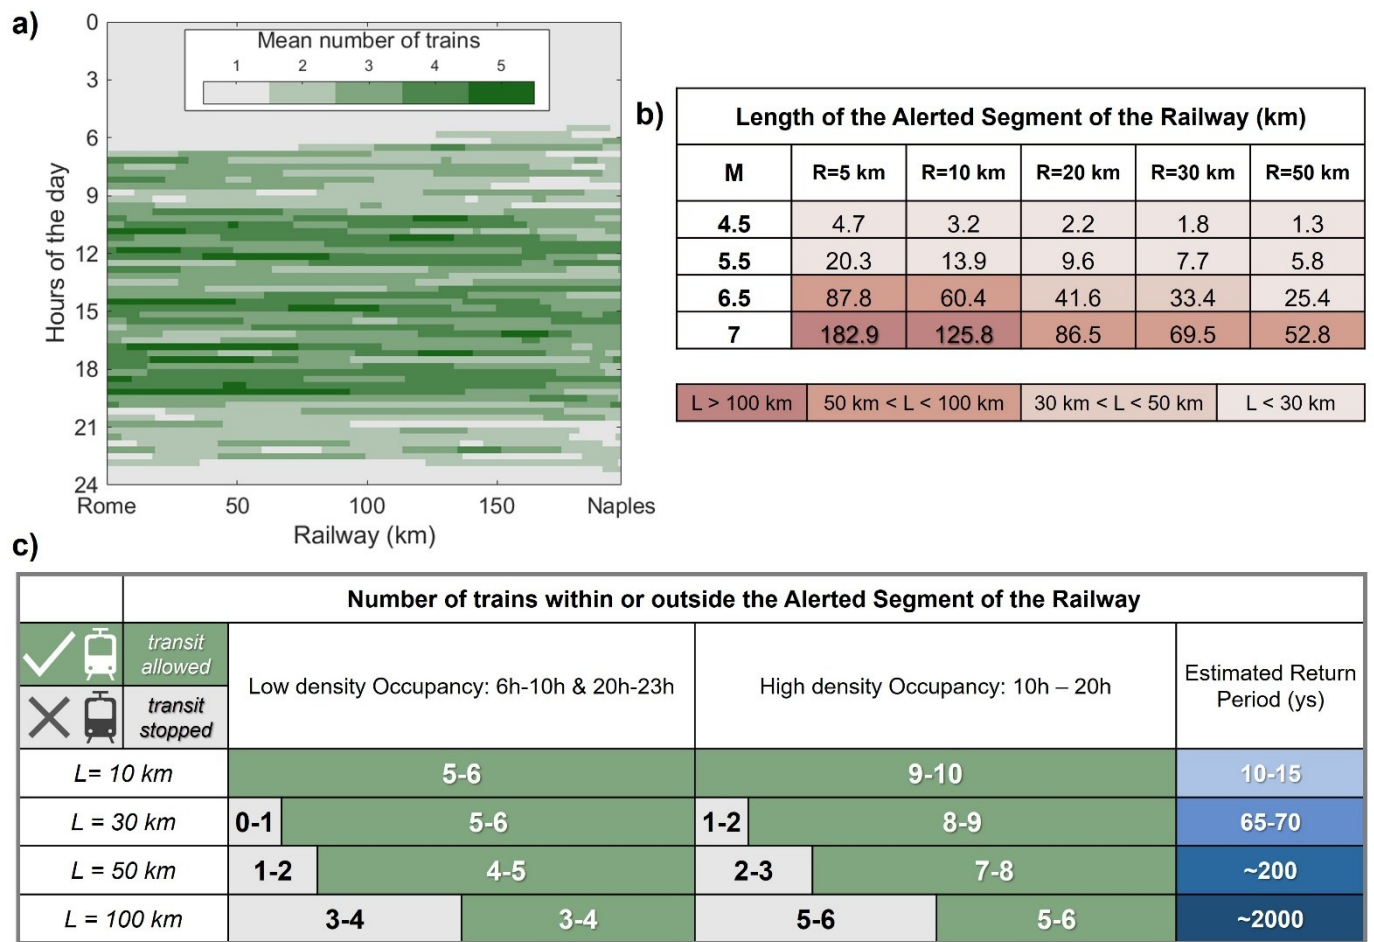 a)
Mean number of trains
1 2 3 4 5
0
3
6
9
12
15
18
21
24
Hours of the day
Rome 50 100 150 Naples
Railway (km)
b)
Length of the Alerted Segment of the Railway (km)
M R=5 km R=10 km R=20 km R=30 km R=50 km
4.5 4.7 3.2 2.2 1.8 1.3
5.5 20.3 13.9 9.6 7.7 5.8
6.5 87.8 60.4 41.6 33.4 25.4
7 182.9 125.8 86.5 69.5 52.8
L > 100 km 50 km < L < 100 km 30 km < L < 50 km L < 30 km
c)
Number of trains within or outside the Alerted Segment of the Railway
transit
allowed
transit
stopped
Low density Occupancy: 6h-10h & 20h-23h
High density Occupancy: 10h – 20h
Estimated Return
Period (ys)
L= 10 km 5-6 9-10 10-15
L = 30 km 0-1 5-6 1-2 8-9 65-70
L = 50 km 1-2 4-5 2-3 7-8 ~200
L = 100 km 3-4 3-4 5-6 5-6 ~2000